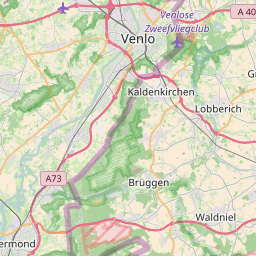 A 40
Venlose
Zweefvliegclub
Venlo
Kaldenkirchen
Lobberich
A73
Brüggen
Waldniel
ermond